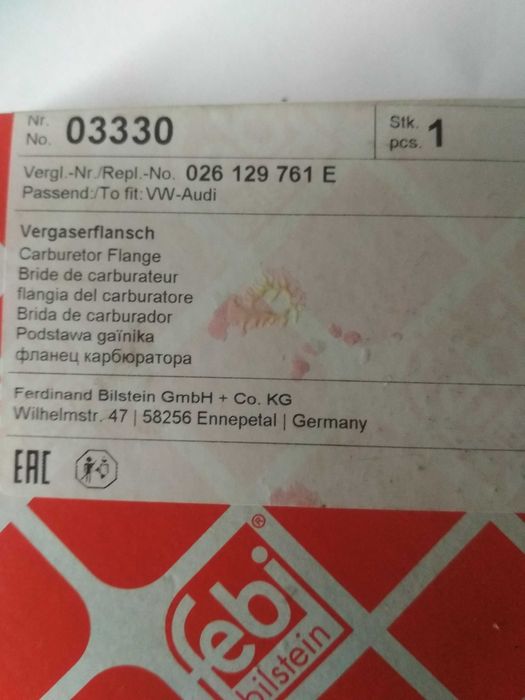 Nr. No. 03330 Stk. pcs. 1
Vergl.-Nr./Repl.-No. 026 129 761 E
Passend:/To fit: VW-Audi
Vergaserflansch
Carburetor Flange
Bride de carburateur
flangia del carburatore
Brida de carburador
Podstawa gaïnika
фланец карбюратора
Ferdinand Bilstein GmbH + Co. KG
Wilhelmstr. 47 | 58256 Ennepetal | Germany
EAC
febi ®
bilstein